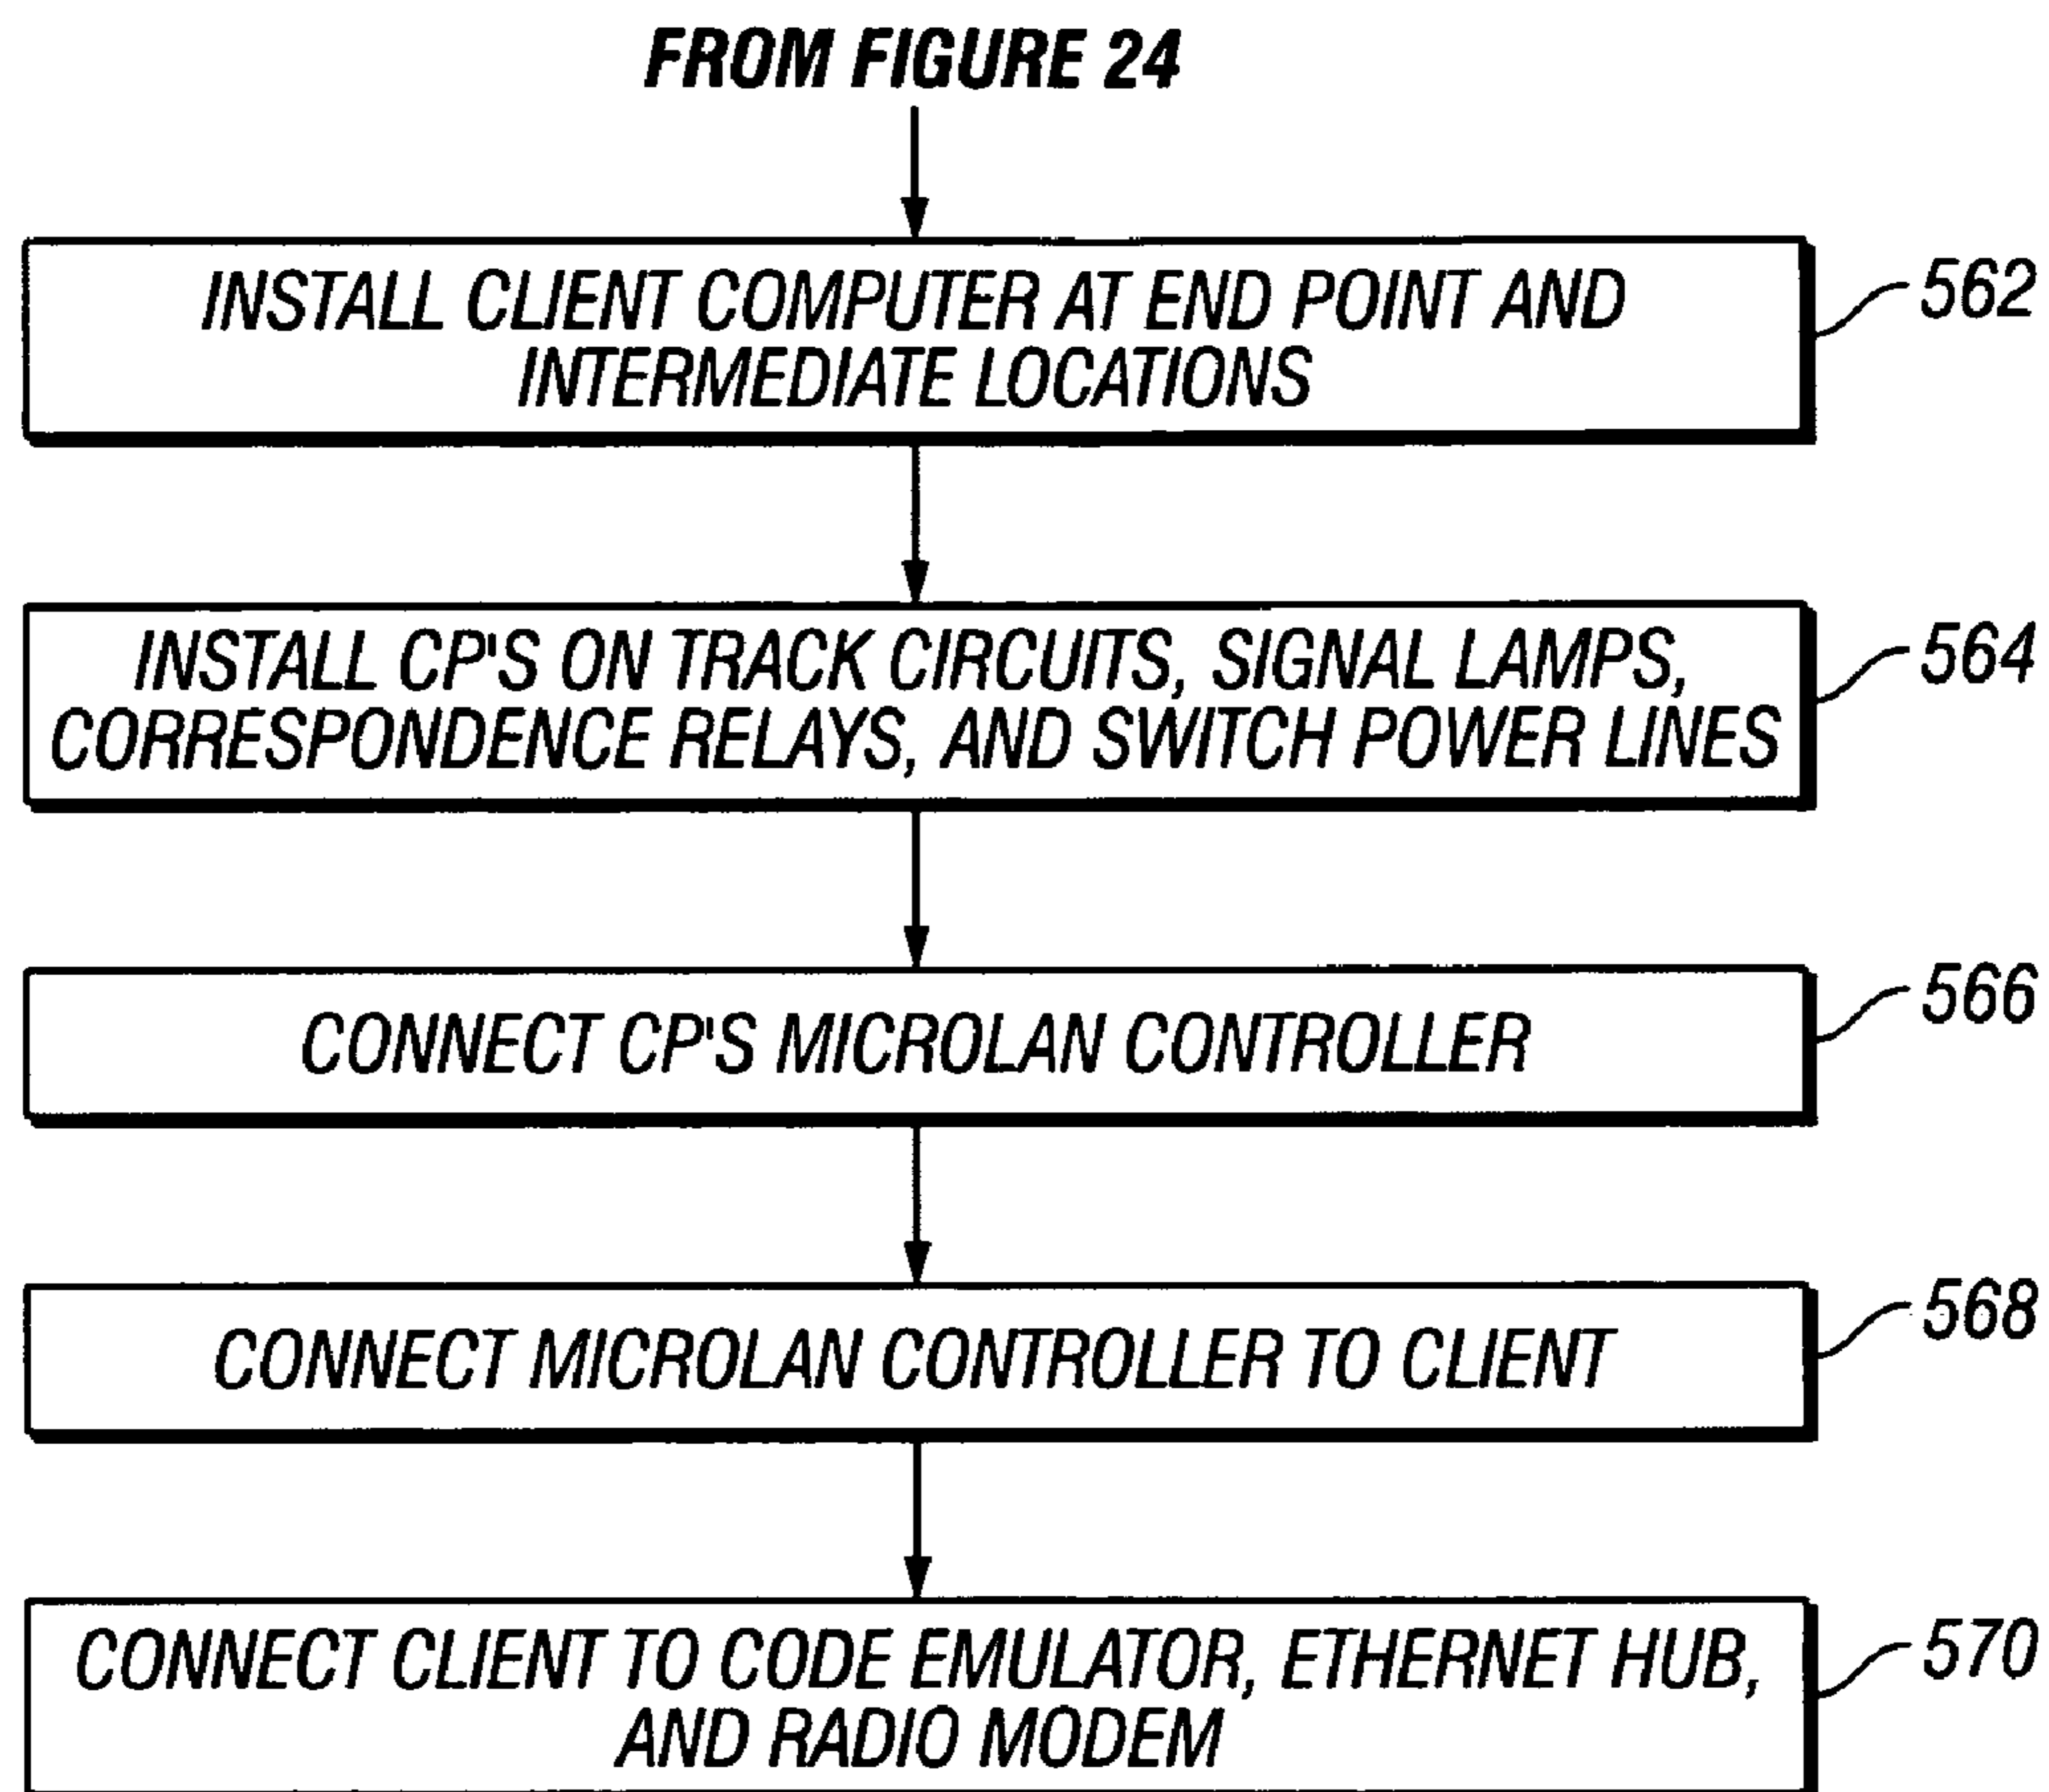 FROM FIGURE 24
INSTALL CLIENT COMPUTER AT END POINT AND
INTERMEDIATE LOCATIONS
562
INSTALL CP'S ON TRACK CIRCUITS, SIGNAL LAMPS,
CORRESPONDENCE RELAYS, AND SWITCH POWER LINES
564
CONNECT CP'S MICROLAN CONTROLLER
566
CONNECT MICROLAN CONTROLLER TO CLIENT
568
CONNECT CLIENT TO CODE EMULATOR, ETHERNET HUB,
AND RADIO MODEM
570